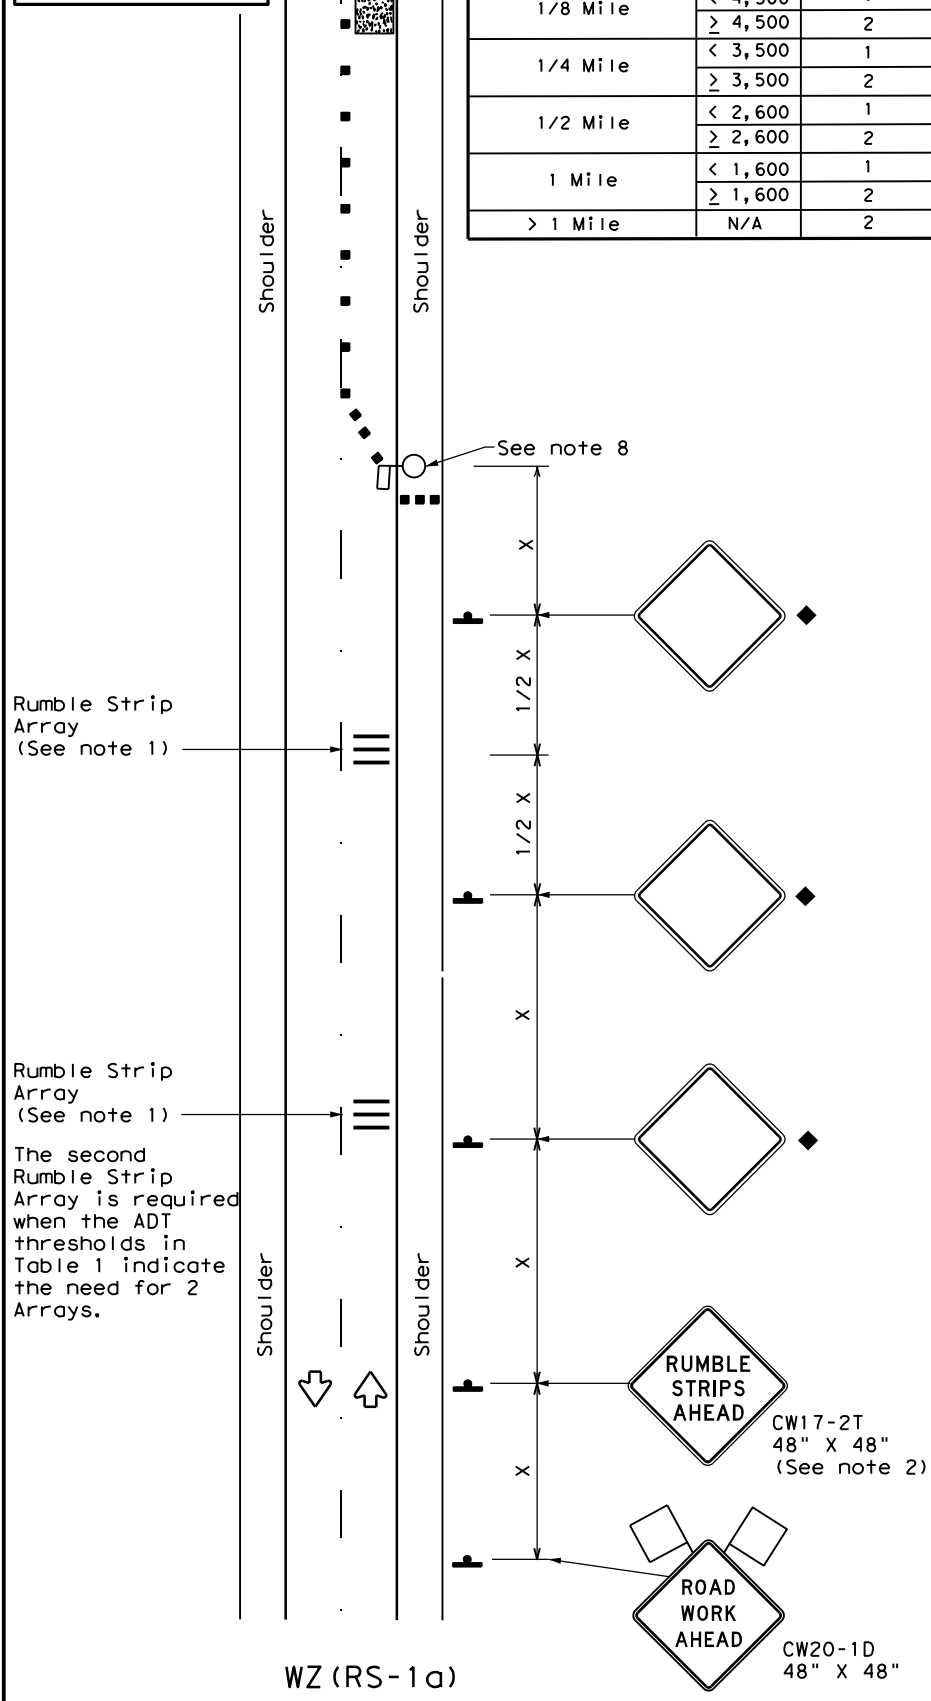 1/8 Mile
≥ 4,500 2
1/4 Mile
< 3,500 1
≥ 3,500 2
1/2 Mile
< 2,600 1
≥ 2,600 2
1 Mile
< 1,600 1
≥ 1,600 2
> 1 Mile N/A 2
Shoulder
Shoulder
See note 8
X
1/2 X
Rumble Strip
Array
(See note 1)
1/2 X
X
Rumble Strip
Array
(See note 1)
The second
Rumble Strip
Array is required
when the ADT
thresholds in
Table 1 indicate
the need for 2
Arrays.
Shoulder
Shoulder
X
RUMBLE
STRIPS
AHEAD
CW17-2T
48" X 48"
(See note 2)
X
ROAD
WORK
AHEAD
CW20-1D
48" X 48"
WZ(RS-1a)